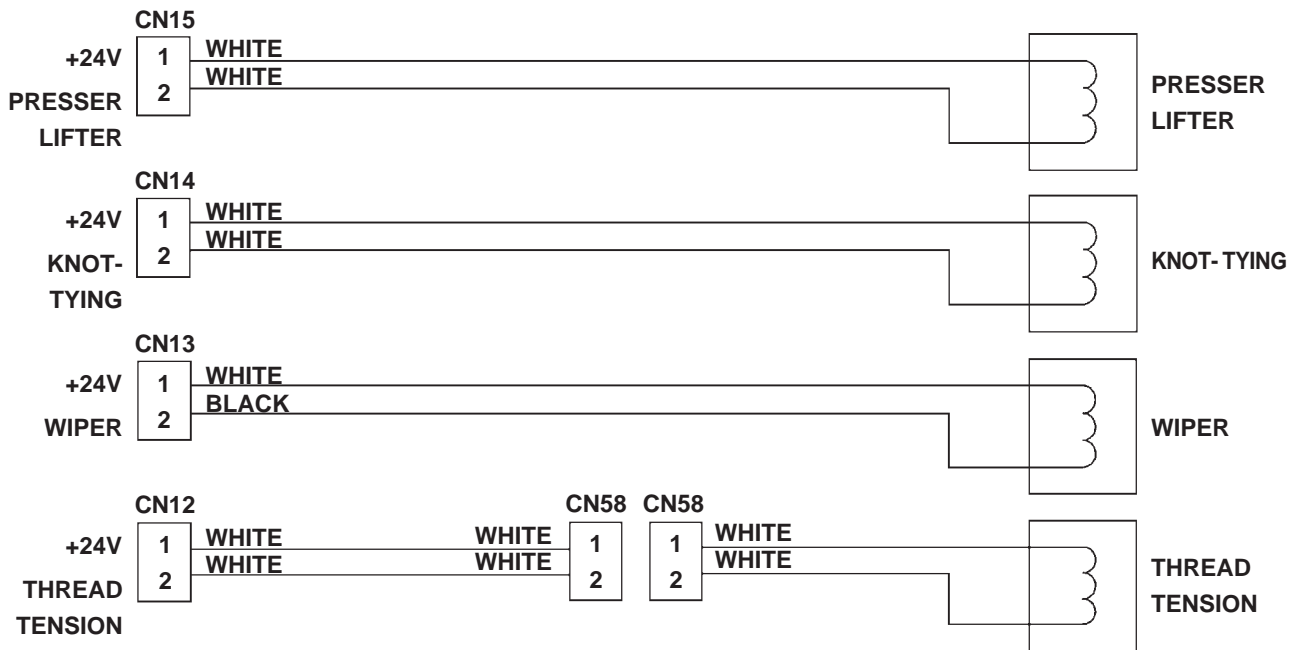 CN15
+24V 1 WHITE
WHITE
PRESSER 2
LIFTER
PRESSER
LIFTER
CN14
+24V 1 WHITE
WHITE
KNOT- 2
TYING
KNOT- TYING
CN13
+24V 1 WHITE
BLACK
WIPER 2
WIPER
CN12 CN58 CN58
+24V 1 WHITE WHITE 1 1 WHITE
WHITE WHITE WHITE
THREAD 2 2 2
TENSION
THREAD
TENSION